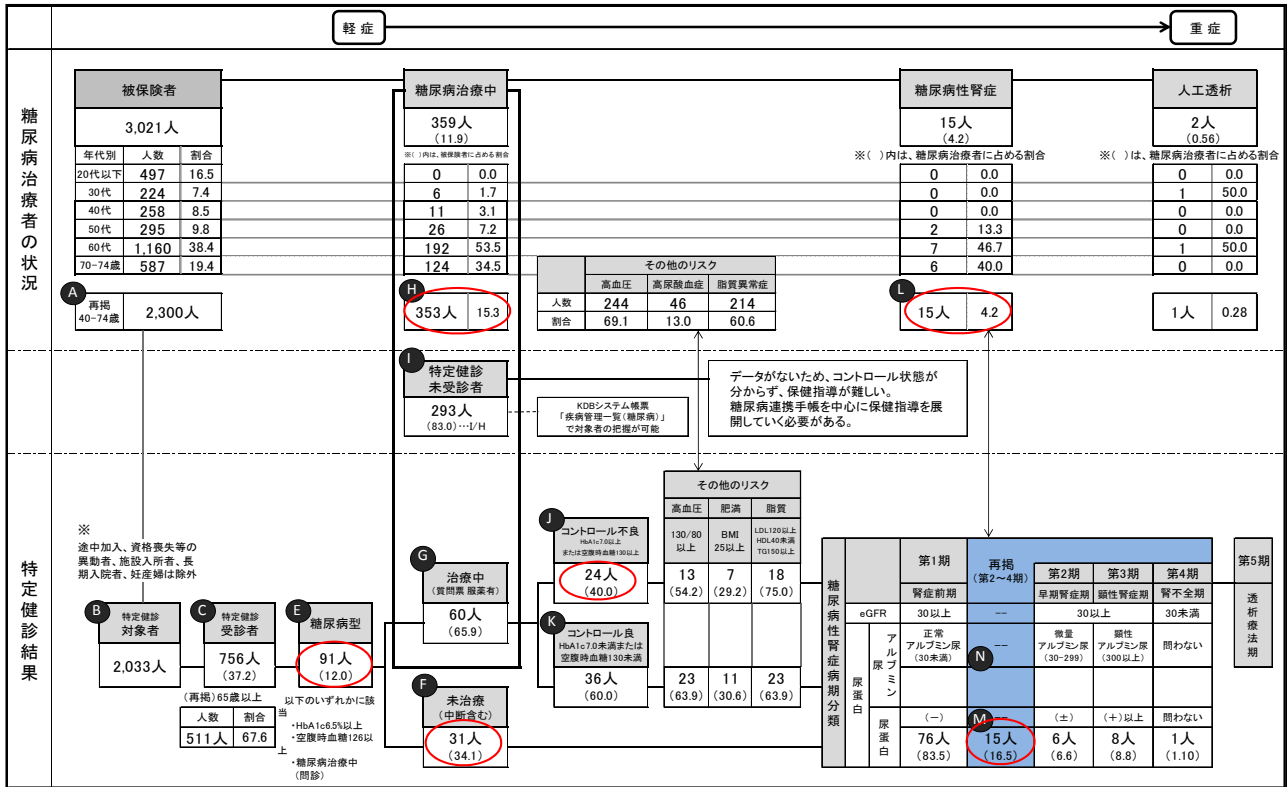 軽症
重症
糖尿病治療者の状況
被保険者
3,021人
年代別 人数 割合
20代以下 497 16.5
30代 224 7.4
40代 258 8.5
50代 295 9.8
60代 1,160 38.4
70-74歳 587 19.4
A
再掲
40-74歳
2,300人
糖尿病治療中
359人
(11.9)
※( )内は、被保険者に占める割合
0 0.0
6 1.7
11 3.1
26 7.2
192 53.5
124 34.5
H
353人 15.3
その他のリスク
高血圧 高尿酸血症 脂質異常症
人数 244 46 214
割合 69.1 13.0 60.6
糖尿病性腎症
15人
(4.2)
※( )内は、糖尿病治療者に占める割合
0 0.0
0 0.0
0 0.0
2 13.3
7 46.7
6 40.0
L
15人 4.2
人工透析
2人
(0.56)
※( )は、糖尿病治療者に占める割合
0 0.0
1 50.0
0 0.0
0 0.0
1 50.0
0 0.0
1人 0.28
I
特定健診
未受診者
293人
(83.0)…I/H
KDBシステム帳票
「疾病管理一覧(糖尿病)」
で対象者の把握が可能
データがないため、コントロール状態が
分からず、保健指導が難しい。
糖尿病連携手帳を中心に保健指導を展
開していく必要がある。
特定健診結果
※
途中加入、資格喪失等の
異動者、施設入所者、長
期入院者、妊産婦は除外
B
特定健診
対象者
2,033人
C
特定健診
受診者
756人
(37.2)
(再掲)65歳以上
人数 割合
511人 67.6
E
糖尿病型
91人
(12.0)
以下のいずれかに該
当
・HbA1c6.5%以上
・空腹時血糖126以
上
・糖尿病治療中
(問診)
G
治療中
(質問票 服薬有)
60人
(65.9)
F
未治療
(中断含む)
31人
(34.1)
J
コントロール不良
HbA1c7.0以上
または空腹時血糖130以上
24人
(40.0)
K
コントロール良
HbA1c7.0未満または
空腹時血糖130未満
36人
(60.0)
その他のリスク
高血圧 肥満 脂質
130/80
以上
BMI
25以上
LDL120以上
HDL40未満
TG150以上
13 7 18
(54.2) (29.2) (75.0)
23 11 23
(63.9) (30.6) (63.9)
糖尿病性腎症病期分類
第1期
腎症前期
再掲
(第2～4期)
第2期 第3期 第4期
早期腎症期 顕性腎症期 腎不全期
eGFR 30以上 -- 30以上 30未満
尿蛋白
尿アルブミン
正常
アルブミン尿
(30未満)
N
--
微量
アルブミン尿
(30-299)
顕性
アルブミン尿
(300以上)
問わない
尿蛋白
(-) M -- (±) (+)以上 問わない
76人 15人 6人 8人 1人
(83.5) (16.5) (6.6) (8.8) (1.10)
第5期
透析療法期